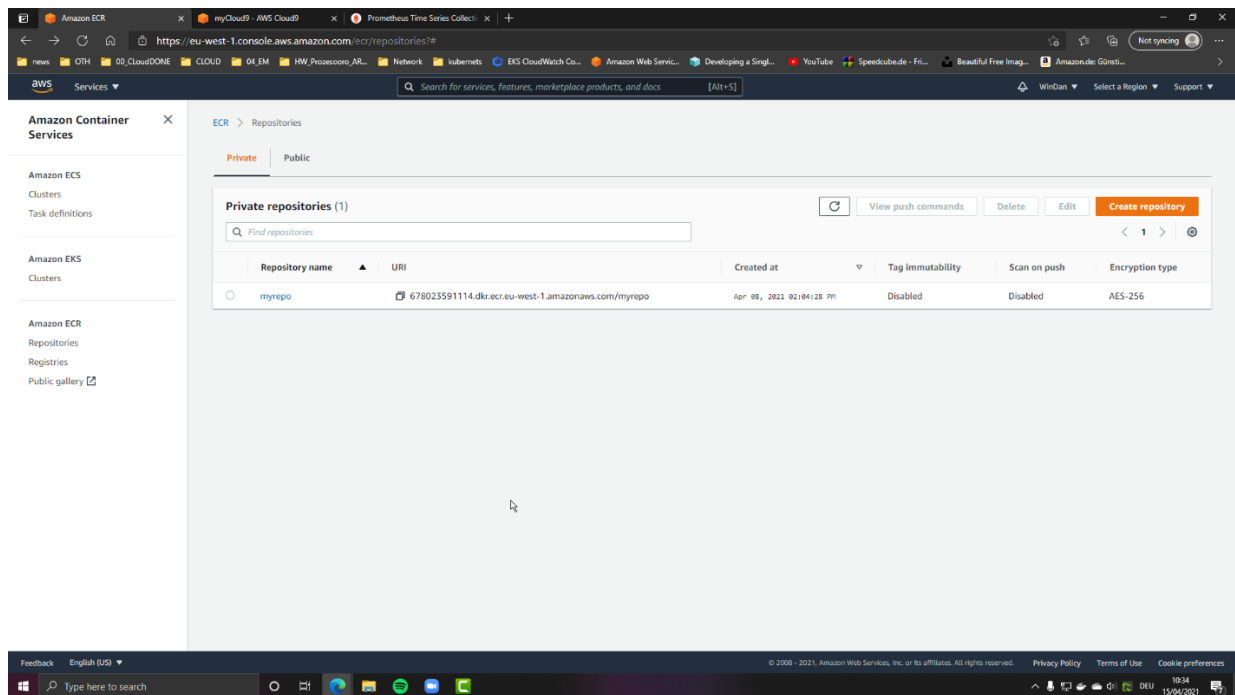 Amazon ECR
myCloud9 - AWS Cloud9
Prometheus Time Series Collecti
https://eu-west-1.console.aws.amazon.com/ecr/repositories?#
Not syncing
news OTH 00_CLoudDONE CLOUD 04_EM HW_Prozesooro_AR... Network kubernets EKS CloudWatch Co... Amazon Web Servic... Developing a Singl... YouTube Speedcube.de - Fri... Beautiful Free Imag... Amazon.de: Günsti...
aws Services Search for services, features, marketplace products, and docs [Alt+S] WinDan Select a Region Support
Amazon Container Services
Amazon ECS
Clusters
Task definitions
Amazon EKS
Clusters
Amazon ECR
Repositories
Registries
Public gallery
ECR > Repositories
Private Public
Private repositories (1) View push commands Delete Edit Create repository
Find repositories 1
Repository name URI Created at Tag immutability Scan on push Encryption type
myrepo 678023591114.dkr.ecr.eu-west-1.amazonaws.com/myrepo Apr 08, 2021 02:04:28 PM Disabled Disabled AES-256
Feedback English (US) © 2008 - 2021, Amazon Web Services, Inc. or its affiliates. All rights reserved. Privacy Policy Terms of Use Cookie preferences
Type here to search DEU 10:34
15/04/2021